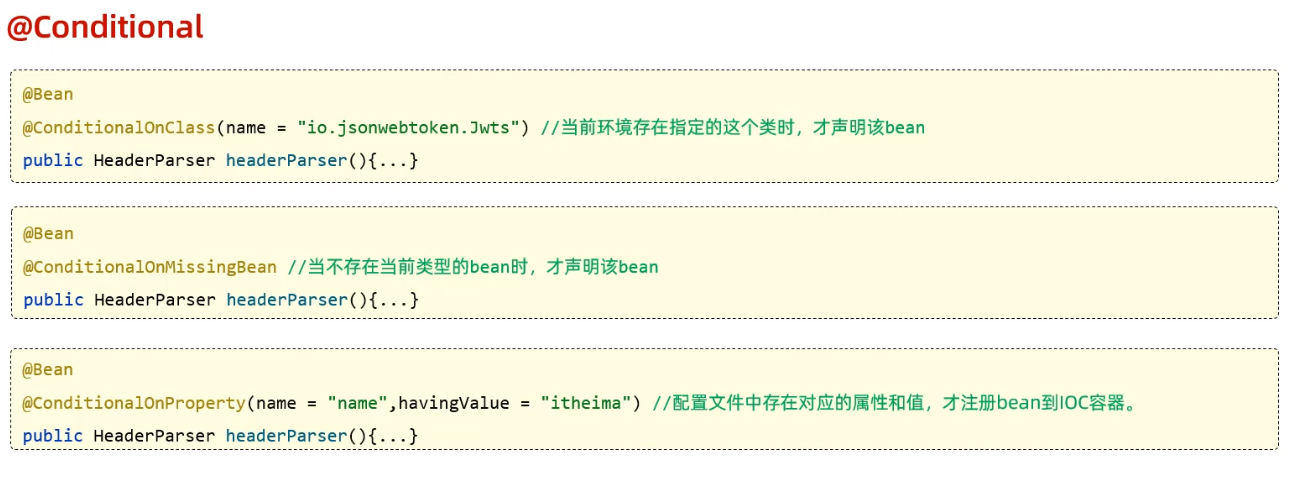 @Conditional
@Bean
@ConditionalOnClass(name = "io.jsonwebtoken.Jwts") //当前环境存在指定的这个类时，才声明该bean
public HeaderParser headerParser(){...}
@Bean
@ConditionalOnMissingBean //当不存在当前类型的bean时，才声明该bean
public HeaderParser headerParser(){...}
@Bean
@ConditionalOnProperty(name = "name",havingValue = "itheima") //配置文件中存在对应的属性和值，才注册bean到IOC容器。
public HeaderParser headerParser(){...}